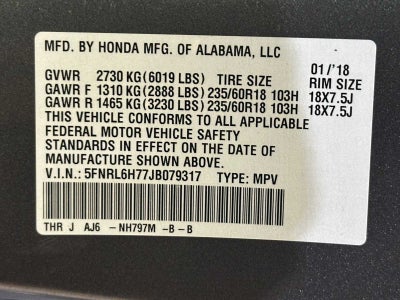 MFD. BY HONDA MFG. OF ALABAMA, LLC
GVWR 2730 KG(6019 LBS) TIRE SIZE 01/'18 RIM SIZE
GAWR F 1310 KG(2888 LBS) 235/60R18 103H 18X7.5J
GAWR R 1465 KG(3230 LBS) 235/60R18 103H 18X7.5J
THIS VEHICLE CONFORMS TO ALL APPLICABLE
FEDERAL MOTOR VEHICLE SAFETY
STANDARDS IN EFFECT ON THE DATE OF
MANUFACTURE SHOWN ABOVE.
V.I.N.: 5FNRL6H77JB079317 TYPE: MPV
THR J AJ6 -NH797M -B-B